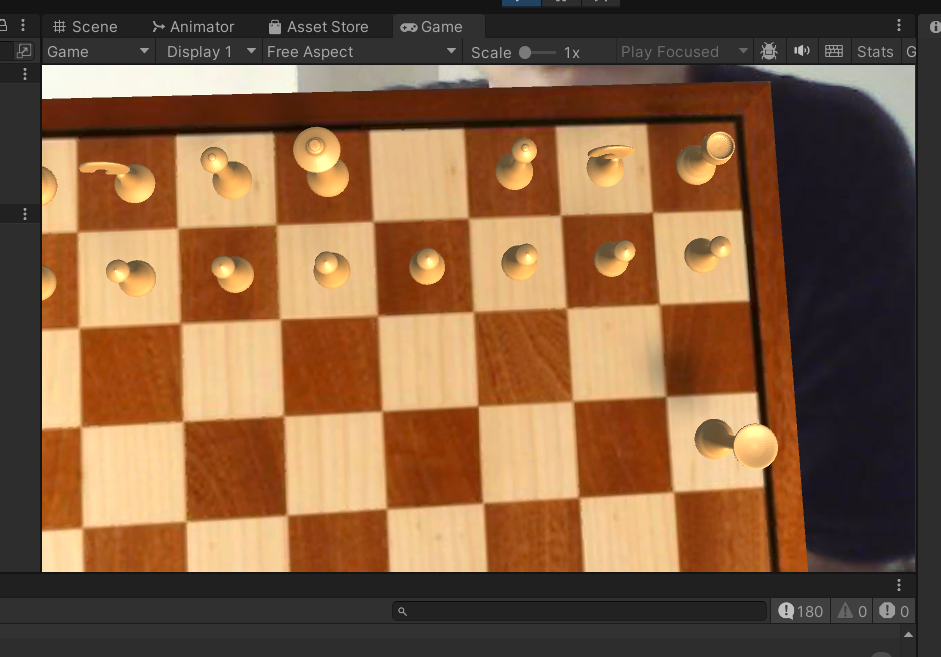 Scene Animator Asset Store Game
Game Display 1 Free Aspect Scale 1x Play Focused Stats G
180 0 0